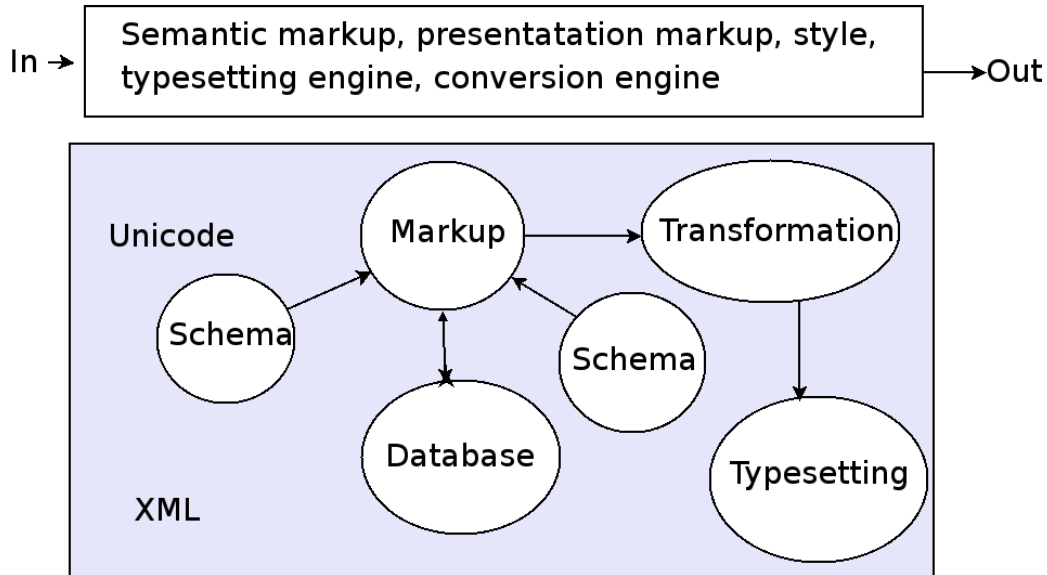 Semantic markup, presentatation markup, style,
In
typesetting engine, conversion engine
Out
Markup
Transformation
Unicode
Schema
Schema
Database
Typesetting
XML